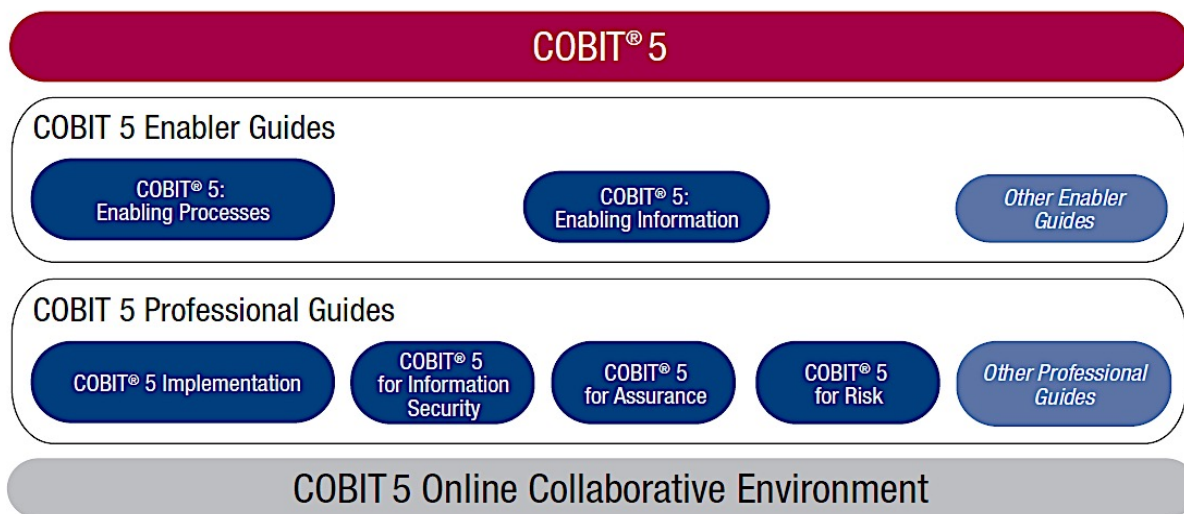 COBIT® 5
COBIT 5 Enabler Guides
COBIT® 5:
Enabling Processes
COBIT® 5:
Enabling Information
Other Enabler
Guides
COBIT 5 Professional Guides
COBIT® 5 Implementation
COBIT® 5
for Information
Security
COBIT® 5
for Assurance
COBIT® 5
for Risk
Other Professional
Guides
COBIT 5 Online Collaborative Environment